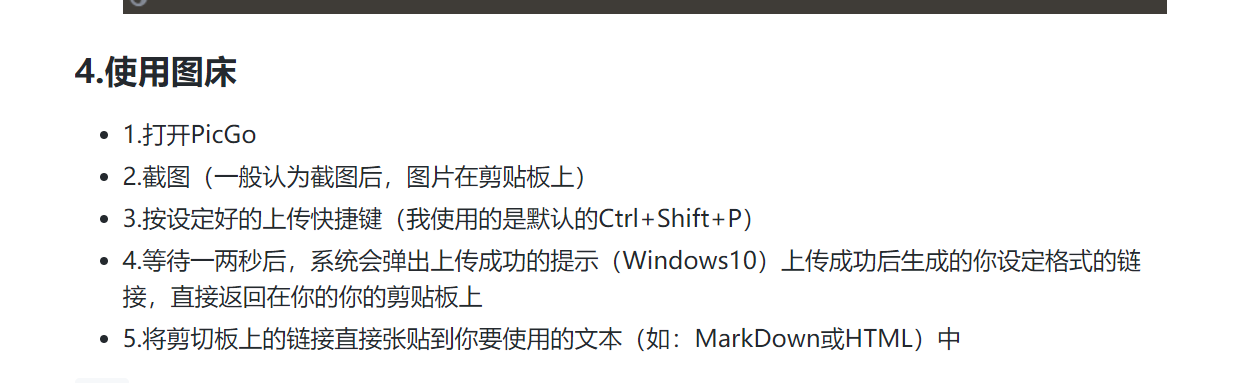 4.使用图床
1.打开PicGo
2.截图（一般认为截图后，图片在剪贴板上）
3.按设定好的上传快捷键（我使用的是默认的Ctrl+Shift+P）
4.等待一两秒后，系统会弹出上传成功的提示（Windows10）上传成功后生成的你设定格式的链
接，直接返回在你的你的剪贴板上
5.将剪切板上的链接直接张贴到你要使用的文本（如：MarkDown或HTML）中